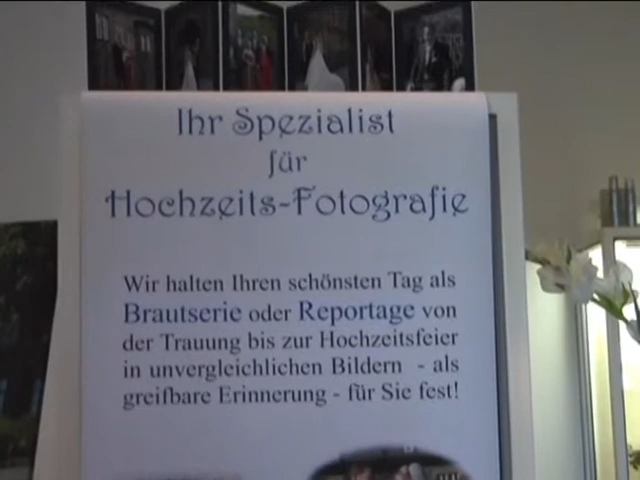 Ihr Spezialist
für
Hochzeits-Fotografie
Wir halten Ihren schönsten Tag als
Brautserie oder Reportage von
der Trauung bis zur Hochzeitsfeier
in unvergleichlichen Bildern - als
greifbare Erinnerung - für Sie fest!